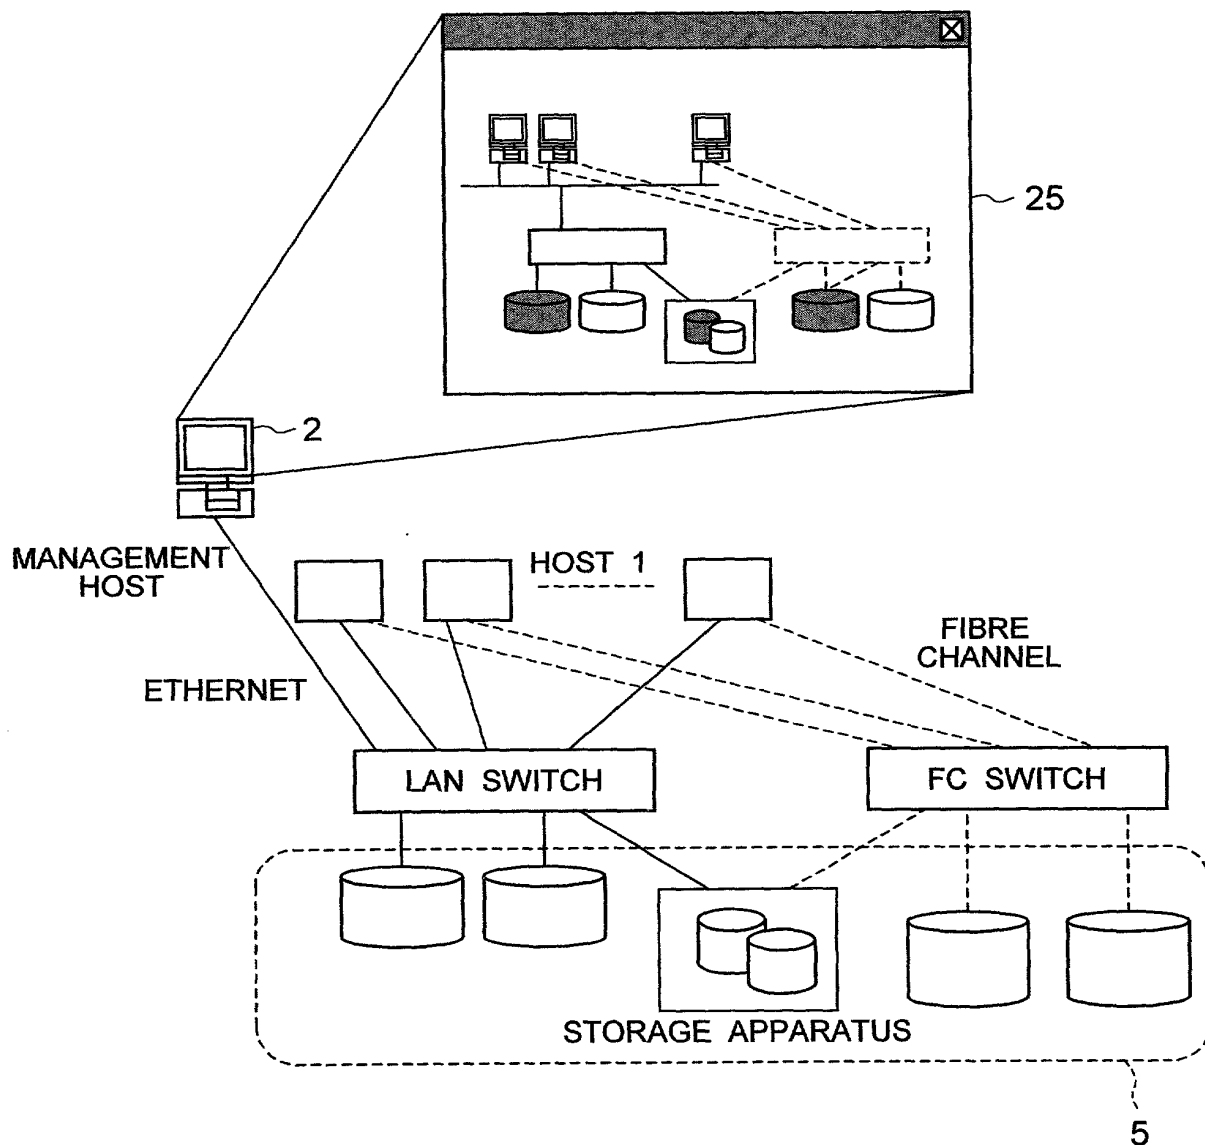 25
2
MANAGEMENT
HOST
HOST 1
FIBRE
CHANNEL
ETHERNET
LAN SWITCH
FC SWITCH
STORAGE APPARATUS
5